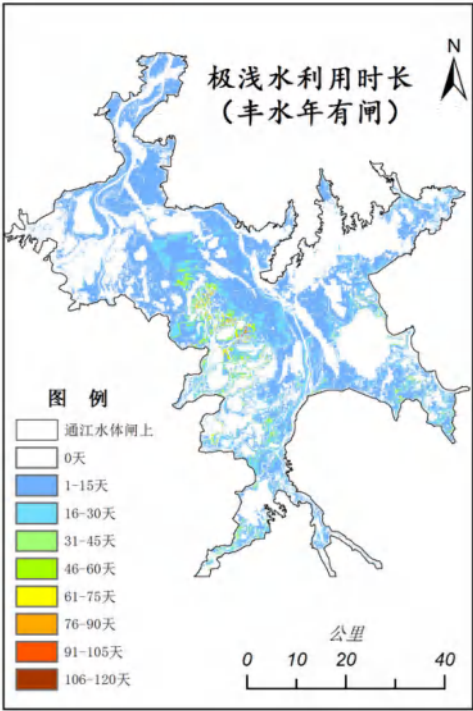 N
极浅水利用时长
（丰水年有闸）
图 例
通江水体闸上
0天
1-15天
16-30天
31-45天
46-60天
61-75天
76-90天
91-105天
106-120天
公里
0 10 20 40